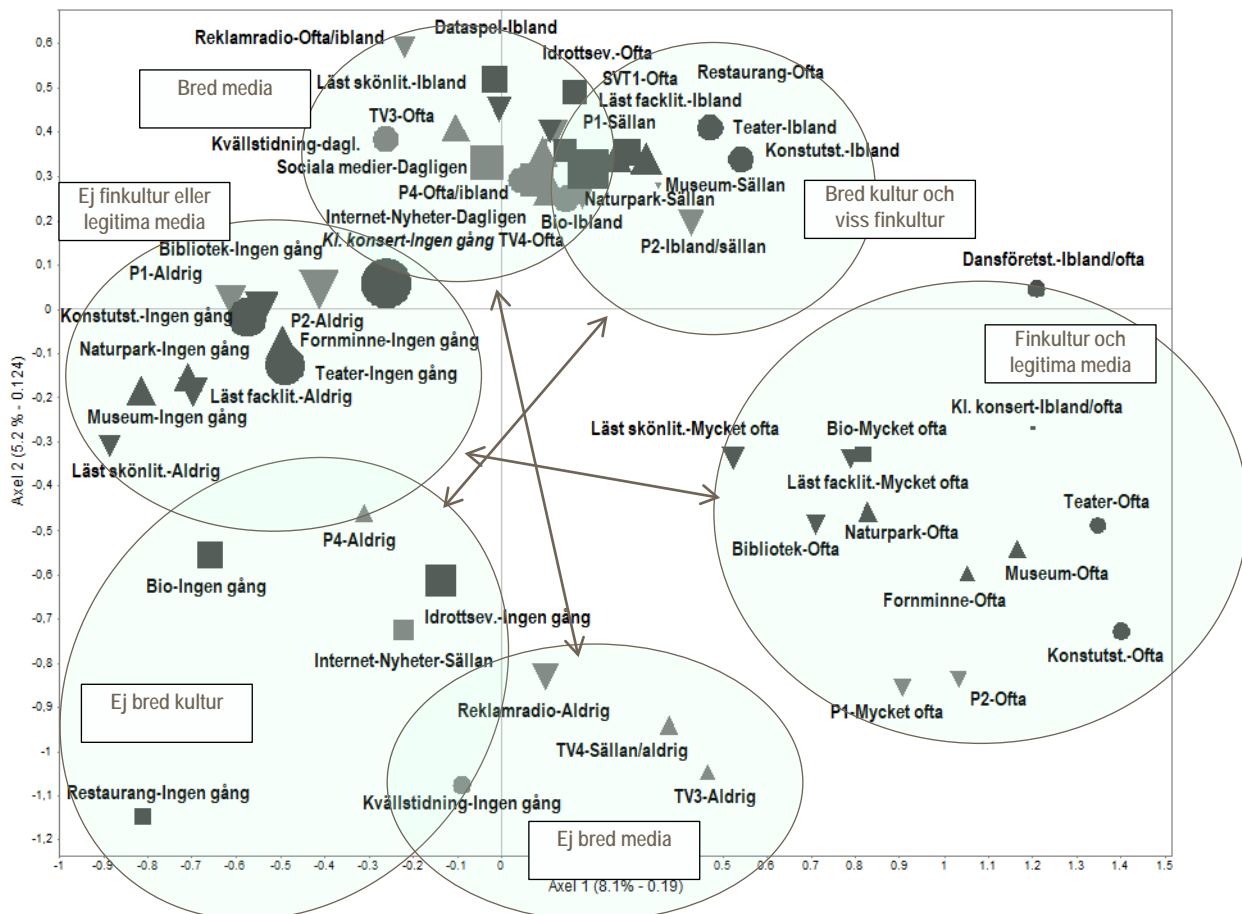 Reklamradio-Ofta/ibland
Dataspel-Ibland
0,6
Idrottsev.-Ofta
Bred media
Läst skönlit.-Ibland
SVT1-Ofta
Restaurang-Ofta
0,5
Läst facklit.-Ibland
TV3-Ofta
P1-Sällan
Teater-Ibland
0,4
Kvällstidning-dagl.
Konstutst.-Ibland
Sociala medier-Dagligen
0,3
Ej finkultur eller
legitima media
P4-Ofta/ibland
Museum-Sällan
Naturpark-Sällan
Bred kultur och
viss finkultur
0,2
Internet-Nyheter-Dagligen
Bio-Ibland
Bibliotek-Ingen gång
Kl. konsert-Ingen gång TV4-Ofta
P2-Ibland/sällan
0,1
P1-Aldrig
Dansföretst.-Ibland/ofta
0
Konstutst.-Ingen gång
P2-Aldrig
Finkultur och
legitima media
-0,1
Naturpark-Ingen gång
Fornminne-Ingen gång
Teater-Ingen gång
-0,2
Läst facklit.-Aldrig
Museum-Ingen gång
Kl. konsert-Ibland/ofta
-0,3
Läst skönlit.-Mycket ofta
Bio-Mycket ofta
Läst skönlit.-Aldrig
Läst facklit.-Mycket ofta
-0,4
Teater-Ofta
P4-Aldrig
Naturpark-Ofta
-0,5
Bibliotek-Ofta
Museum-Ofta
-0,6
Bio-Ingen gång
Fornminne-Ofta
Idrottsev.-Ingen gång
-0,7
Internet-Nyheter-Sällan
Konstutst.-Ofta
-0,8
Ej bred kultur
P2-Ofta
Reklamradio-Aldrig
P1-Mycket ofta
-0,9
TV4-Sällan/aldrig
-1
Restaurang-Ingen gång
Kvällstidning-Ingen gång
TV3-Aldrig
-1,1
-1,2
Ej bred media
-1 -0.9 -0.8 -0.7 -0.6 -0.5 -0.4 -0.3 -0.2 -0.1 0 0.1 0.2 0.3 0.4 0.5 0.6 0.7 0.8 0.9 1 1.1 1.2 1.3 1.4 1.5
Axel 1 (8.1% - 0.19)
Axel 2 (5.2 % - 0.124)